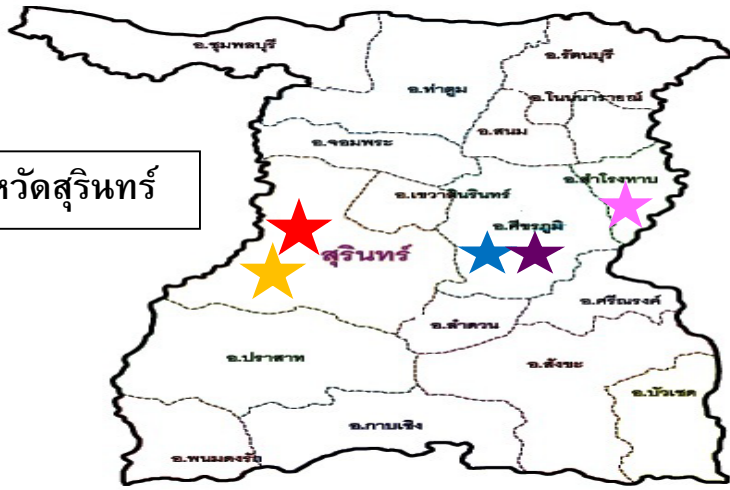 อ.ชุมพลบุรี
อ.รัตนบุรี
อ.ท่าตูม
อ.โนนนารายณ์
อ.สนม
อ.จอมพระ
หวัดสุรินทร์
อ.สำโรงทาบ
อ.เขวาสินรินทร์
อ.ศีขรภูมิ
สุรินทร์
อ.ศรีณรงค์
อ.ลำดวน
อ.ปราสาท
อ.สังขะ
อ.บัวเชด
อ.กาบเชิง
อ.พนมดงรัก